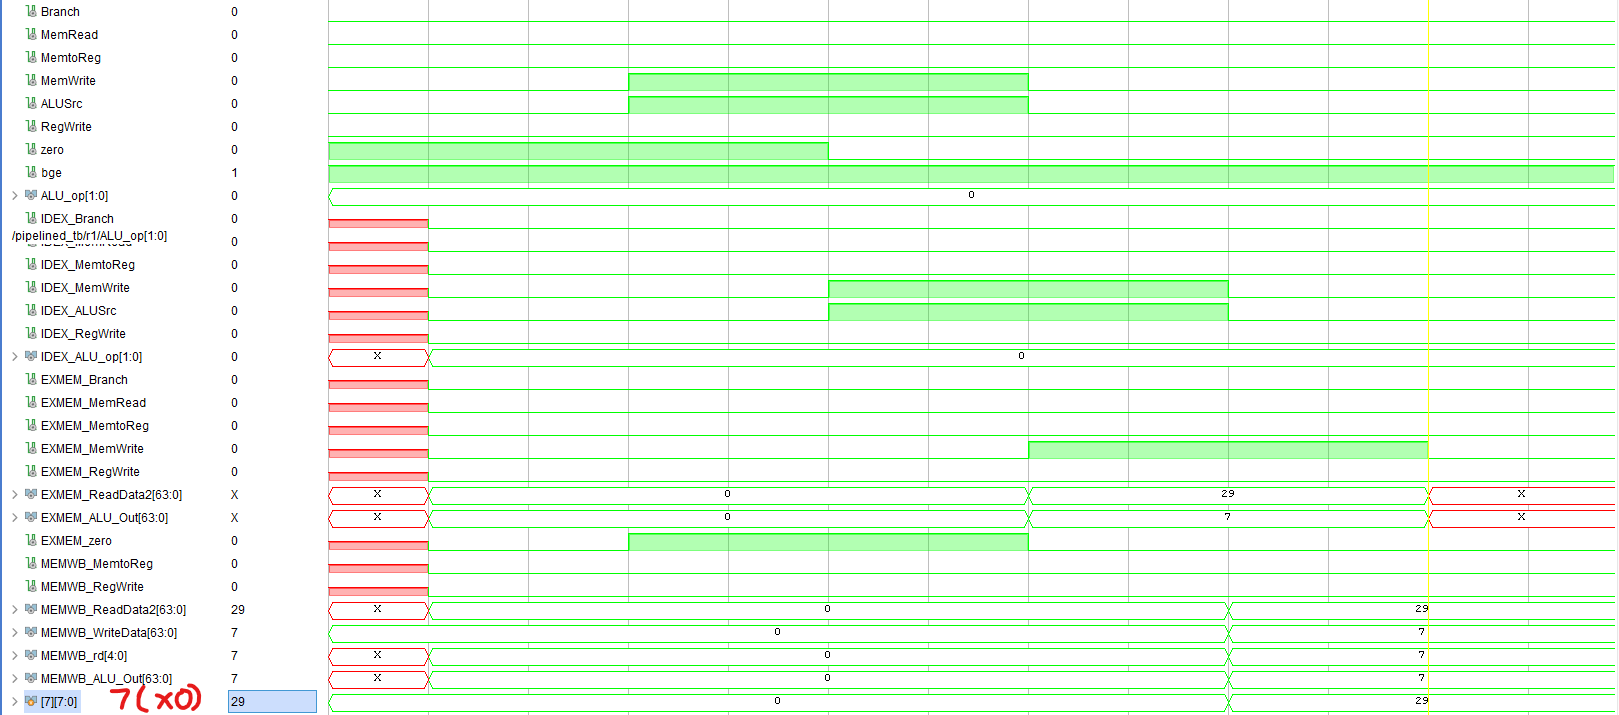 Branch 0
MemRead 0
MemtoReg 0
MemWrite 0
ALUSrc 0
RegWrite 0
zero 0
bge 1
ALU_op[1:0] 0 0
IDEX_Branch 0
/pipelined_tb/r1/ALU_op[1:0]
0
IDEX_MemtoReg 0
IDEX_MemWrite 0
IDEX_ALUSrc 0
IDEX_RegWrite 0
IDEX_ALU_op[1:0] 0 X 0
EXMEM_Branch 0
EXMEM_MemRead 0
EXMEM_MemtoReg 0
EXMEM_MemWrite 0
EXMEM_RegWrite 0
EXMEM_ReadData2[63:0] X X 0 29 X
EXMEM_ALU_Out[63:0] X X 0 7 X
EXMEM_zero 0
MEMWB_MemtoReg 0
MEMWB_RegWrite 0
MEMWB_ReadData2[63:0] 29 X 0 29
MEMWB_WriteData[63:0] 7 0 7
MEMWB_rd[4:0] 7 X 0 7
MEMWB_ALU_Out[63:0] 7 X 0 7
[7][7:0] 7(x0) 29 0 29